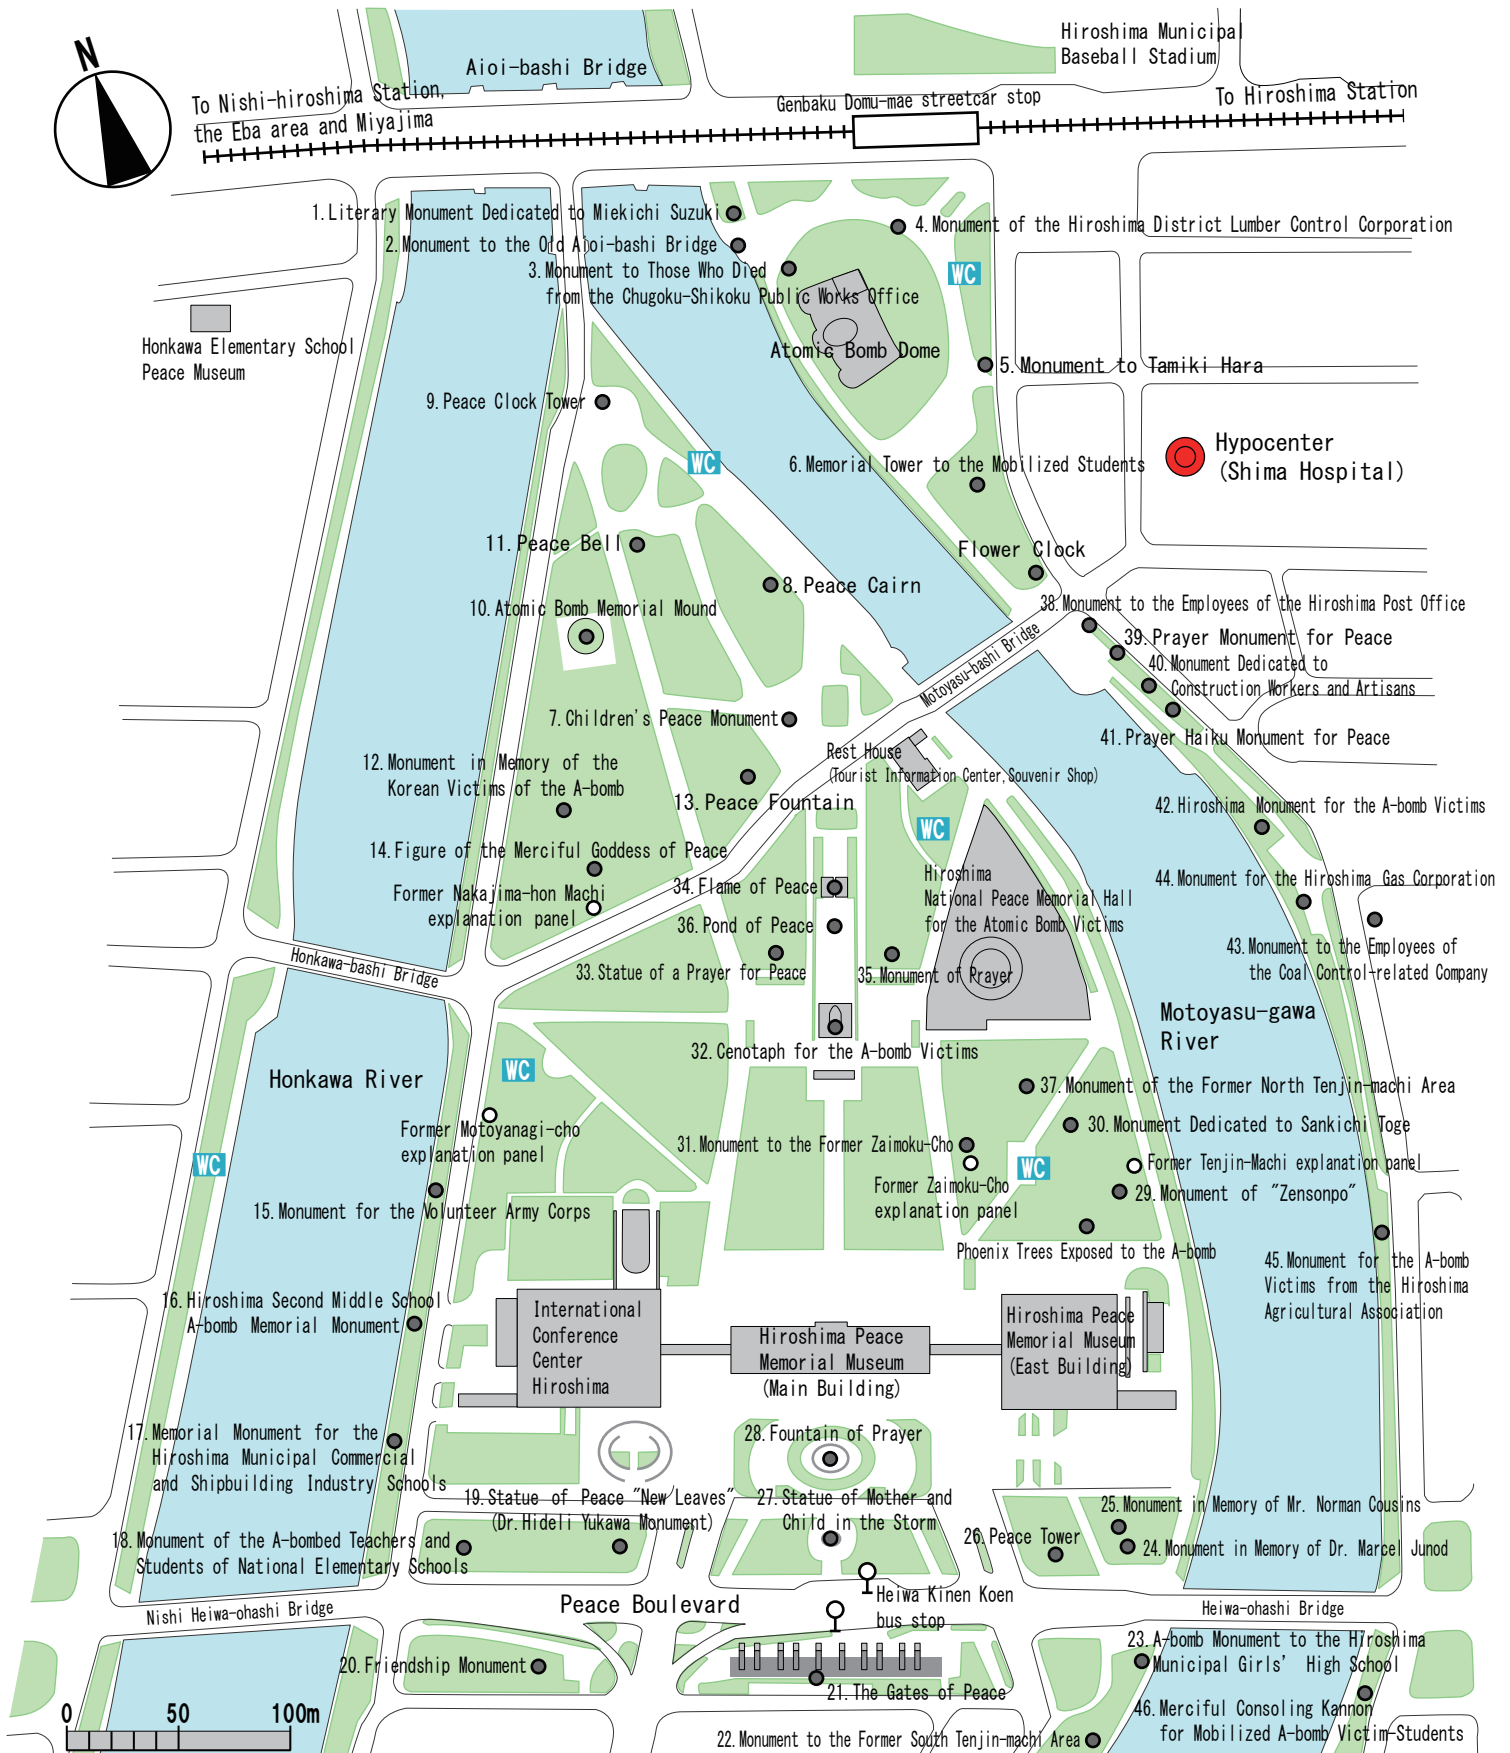 N
Hiroshima Municipal
Baseball Stadium
Aioi-bashi Bridge
To Nishi-hiroshima Station,
the Eba area and Miyajima
Genbaku Domu-mae streetcar stop
To Hiroshima Station
1.Literary Monument Dedicated to Miekichi Suzuki
2.Monument to the Old Aioi-bashi Bridge
3.Monument to Those Who Died
from the Chugoku-Shikoku Public Works Office
4.Monument of the Hiroshima District Lumber Control Corporation
WC
Atomic Bomb Dome
Honkawa Elementary School
Peace Museum
5.Monument to Tamiki Hara
9.Peace Clock Tower
WC
6.Memorial Tower to the Mobilized Students
Hypocenter
(Shima Hospital)
11.Peace Bell
Flower Clock
8.Peace Cairn
10.Atomic Bomb Memorial Mound
38.Monument to the Employees of the Hiroshima Post Office
39.Prayer Monument for Peace
Motoyasu-bashi Bridge
40.Monument Dedicated to
Construction Workers and Artisans
7.Children's Peace Monument
41.Prayer Haiku Monument for Peace
Rest House
(Tourist Information Center,Souvenir Shop)
12.Monument in Memory of the
Korean Victims of the A-bomb
13.Peace Fountain
42.Hiroshima Monument for the A-bomb Victims
WC
14.Figure of the Merciful Goddess of Peace
34.Flame of Peace
Hiroshima
National Peace Memorial Hall
for the Atomic Bomb Victims
44.Monument for the Hiroshima Gas Corporation
Former Nakajima-hon Machi
explanation panel
36.Pond of Peace
43.Monument to the Employees of
the Coal Control-related Company
Honkawa-bashi Bridge
33.Statue of a Prayer for Peace
35.Monument of Prayer
Motoyasu-gawa
River
32.Cenotaph for the A-bomb Victims
Honkawa River
WC
37.Monument of the Former North Tenjin-machi Area
Former Motoyanagi-cho
explanation panel
30.Monument Dedicated to Sankichi Toge
31.Monument to the Former Zaimoku-Cho
WC
WC
Former Tenjin-Machi explanation panel
Former Zaimoku-Cho
explanation panel
29.Monument of "Zensonpo"
15.Monument for the Volunteer Army Corps
Phoenix Trees Exposed to the A-bomb
45.Monument for the A-bomb
Victims from the Hiroshima
Agricultural Association
16.Hiroshima Second Middle School
A-bomb Memorial Monument
International
Conference
Center
Hiroshima
Hiroshima Peace
Memorial Museum
(Main Building)
Hiroshima Peace
Memorial Museum
(East Building)
17.Memorial Monument for the
Hiroshima Municipal Commercial
and Shipbuilding Industry Schools
28.Fountain of Prayer
19.Statue of Peace "New Leaves"
(Dr.Hideli Yukawa Monument)
27.Statue of Mother and
Child in the Storm
25.Monument in Memory of Mr. Norman Cousins
18.Monument of the A-bombed Teachers and
Students of National Elementary Schools
26.Peace Tower
24.Monument in Memory of Dr. Marcel Junod
Nishi Heiwa-ohashi Bridge
Peace Boulevard
Heiwa Kinen Koen
bus stop
Heiwa-ohashi Bridge
20.Friendship Monument
21.The Gates of Peace
23.A-bomb Monument to the Hiroshima
Municipal Girls' High School
46.Merciful Consoling Kannon
for Mobilized A-bomb Victim-Students
22.Monument to the Former South Tenjin-machi Area
0 50 100m